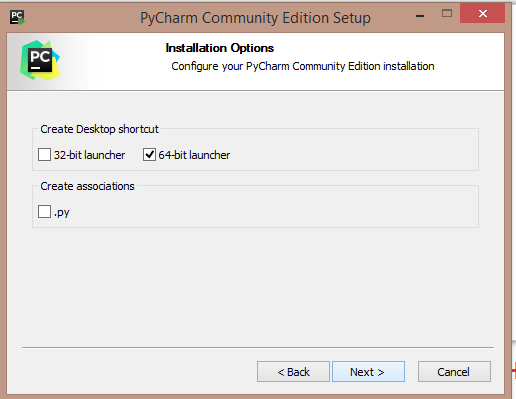 PC PyCharm Community Edition Setup
PC Installation Options
Configure your PyCharm Community Edition installation
Create Desktop shortcut
32-bit launcher 64-bit launcher
Create associations
.py
< Back Next > Cancel